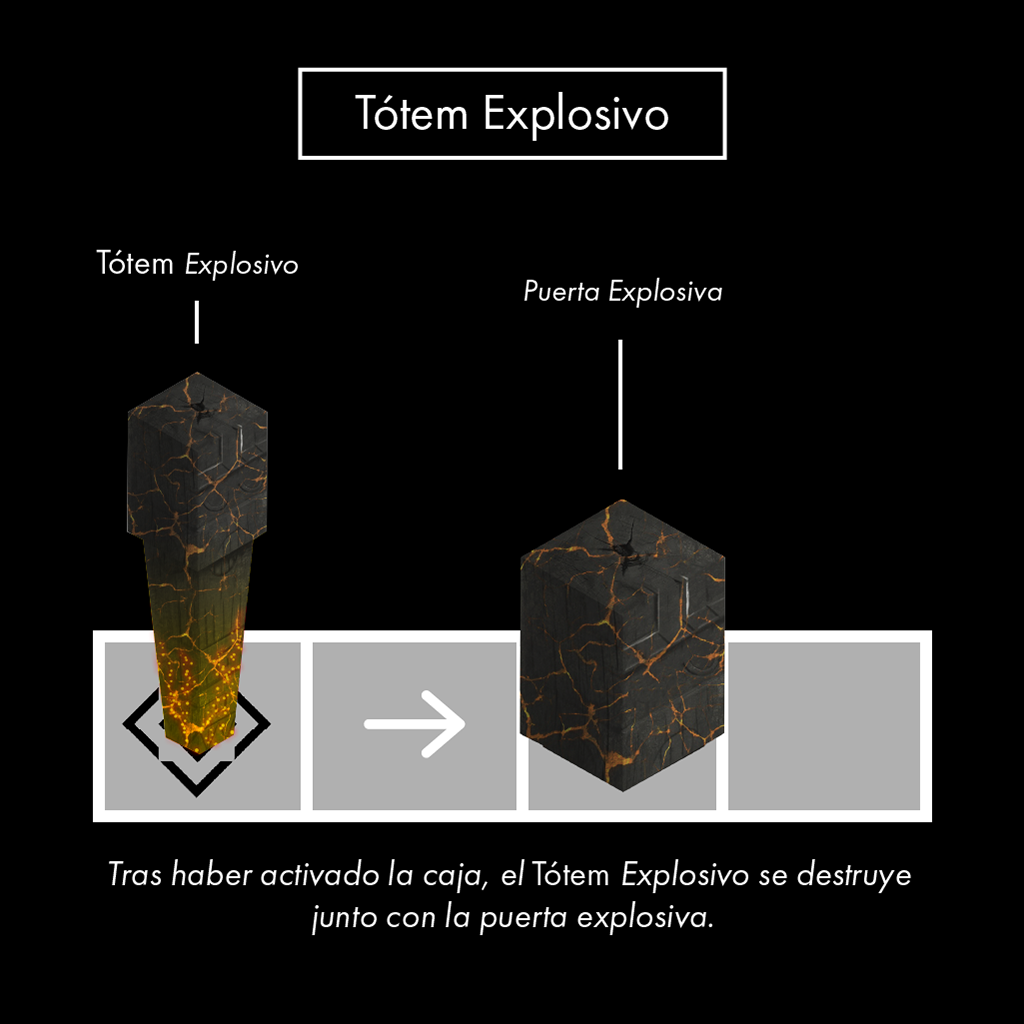 Tótem Explosivo
Tótem Explosivo
Puerta Explosiva
Tras haber activado la caja, el Tótem Explosivo se destruye
junto con la puerta explosiva.